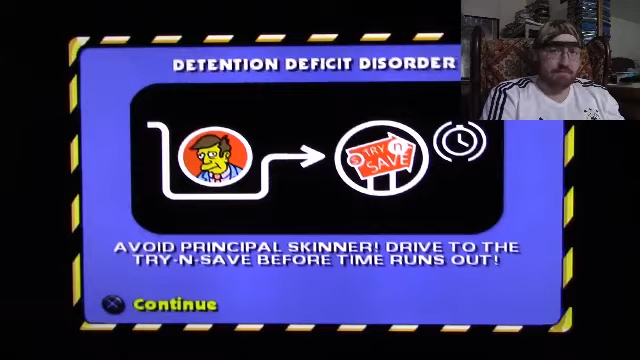 DETENTION DEFICIT DISORDER
TRY
n
SAVE
AVOID PRINCIPAL SKINNER! DRIVE TO THE
TRY-N-SAVE BEFORE TIME RUNS OUT!
Continue